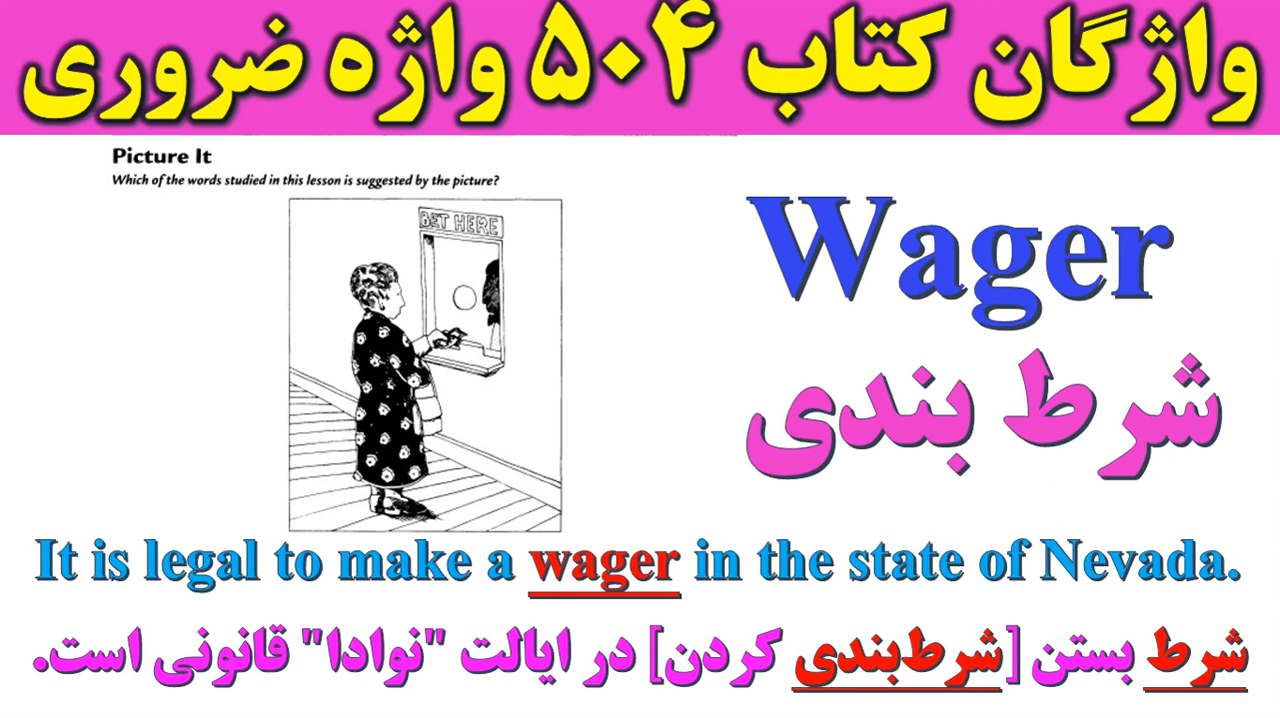 واژگان کتاب ۵۰۴ واژه ضروری
Picture It
Which of the words studied in this lesson is suggested by the picture?
BET HERE
Wager
شرط بندی
It is legal to make a wager in the state of Nevada.
شرط بستن [شرط‌بندی کردن] در ایالت "نوادا" قانونی است.